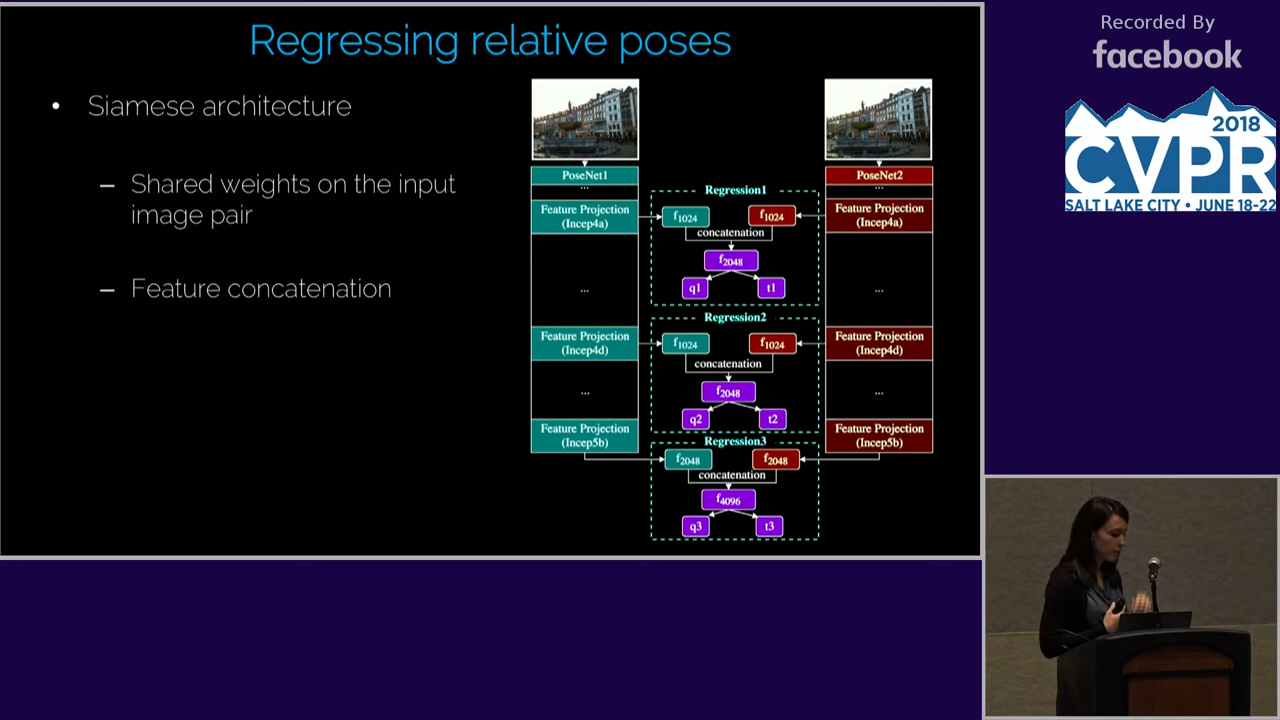 Regressing relative poses
• Siamese architecture
– Shared weights on the input
image pair
– Feature concatenation
PoseNet1
...
Feature Projection
(Incep4a)
...
Feature Projection
(Incep4d)
...
Feature Projection
(Incep5b)
Regression1
f1024 f1024
concatenation
f2048
q1 t1
Regression2
f1024 f1024
concatenation
f2048
q2 t2
Regression3
f2048 f2048
concatenation
f4096
q3 t3
PoseNet2
...
Feature Projection
(Incep4a)
...
Feature Projection
(Incep4d)
...
Feature Projection
(Incep5b)
Recorded By
facebook
2018
CVPR
SALT LAKE CITY • JUNE 18-22